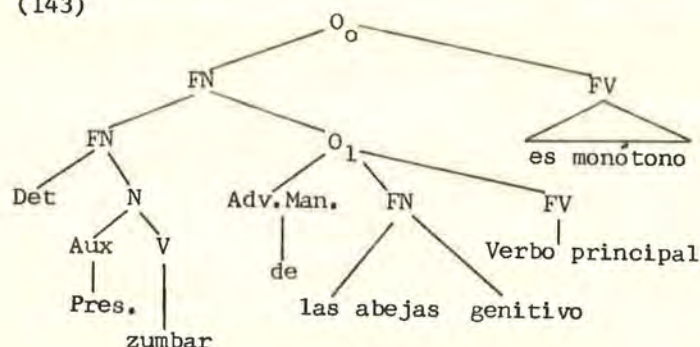 (143)
O₀
FN FV
FN O₁ es monótono
Det N Adv.Man. FN FV
Aux V Verbo principal
de
Pres. las abejas genitivo
zumbar